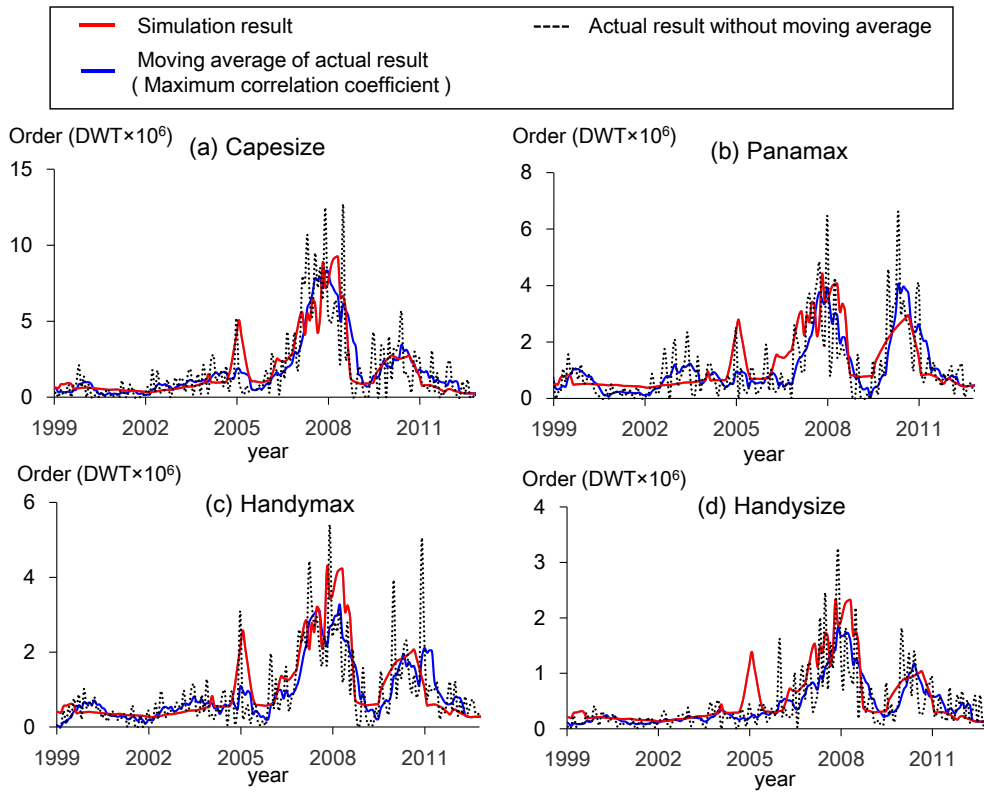 Simulation result
Actual result without moving average
Moving average of actual result
( Maximum correlation coefficient )
Order (DWT×10⁶)
(a) Capesize
15
10
5
0
1999 2002 2005 2008 2011
year
Order (DWT×10⁶)
(b) Panamax
8
6
4
2
0
1999 2002 2005 2008 2011
year
Order (DWT×10⁶)
(c) Handymax
6
4
2
0
1999 2002 2005 2008 2011
year
Order (DWT×10⁶)
(d) Handysize
4
3
2
1
0
1999 2002 2005 2008 2011
year